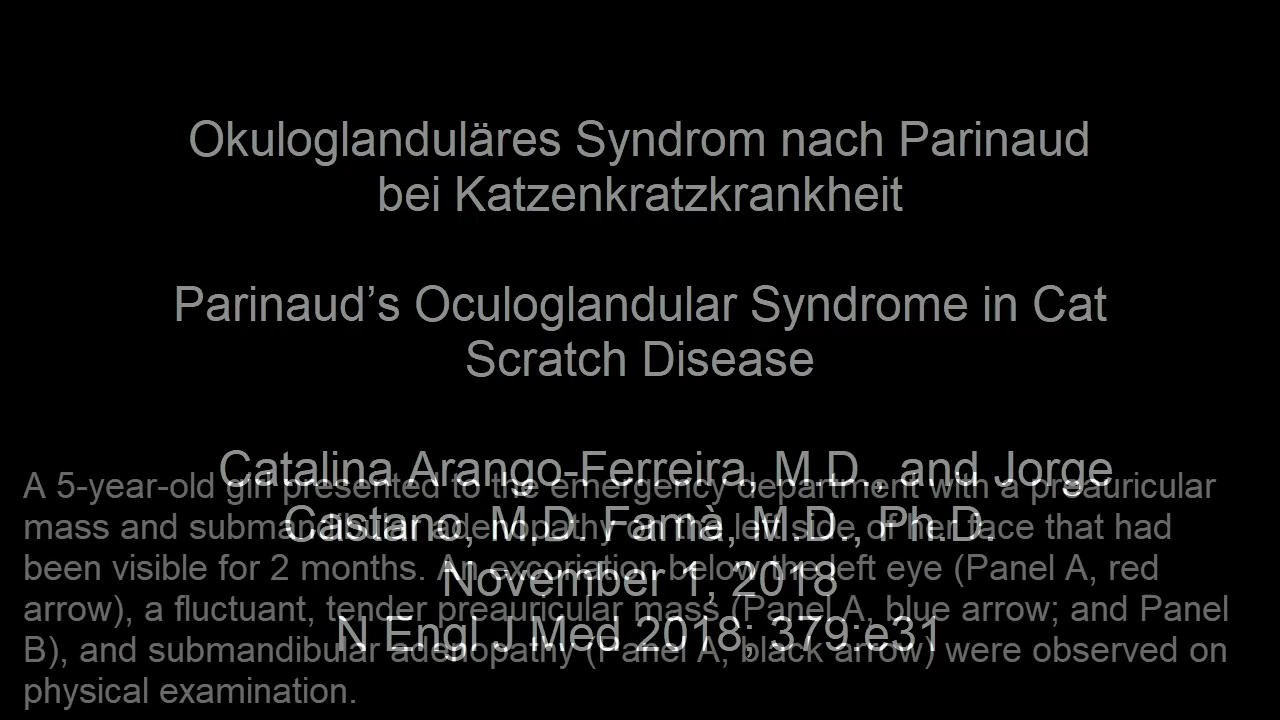 Okuloglanduläres Syndrom nach Parinaud
bei Katzenkratzkrankheit
Parinaud’s Oculoglandular Syndrome in Cat
Scratch Disease
Catalina Arango-Ferreira, M.D., and Jorge
Castano, M.D. Famà, M.D., Ph.D.
November 1, 2018
N Engl J Med 2018; 379:e31
A 5-year-old girl presented to the emergency department with a preauricular
mass and submandibular adenopathy on the left side of her face that had
been visible for 2 months. An excoriation below the left eye (Panel A, red
arrow), a fluctuant, tender preauricular mass (Panel A, blue arrow; and Panel
B), and submandibular adenopathy (Panel A, black arrow) were observed on
physical examination.